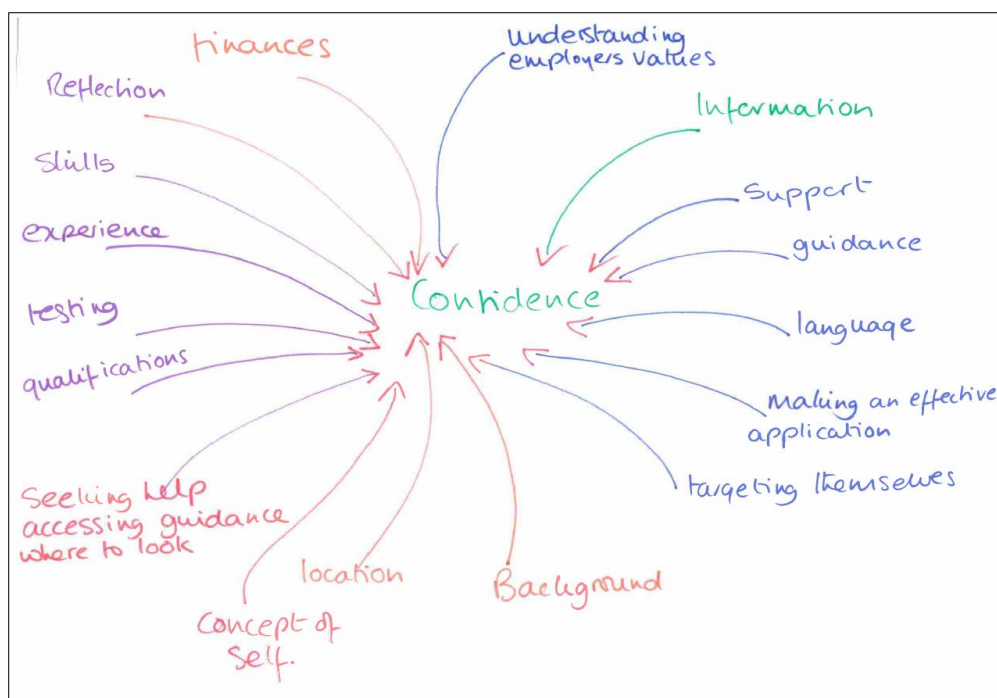 finances
understanding
employers values
Reflection
Information
Skills
Support
experience
guidance
Confidence
testing
language
qualifications
making an effective
application
targeting themselves
Seeking help
accessing guidance
where to look
location
Background
Concept of
Self.